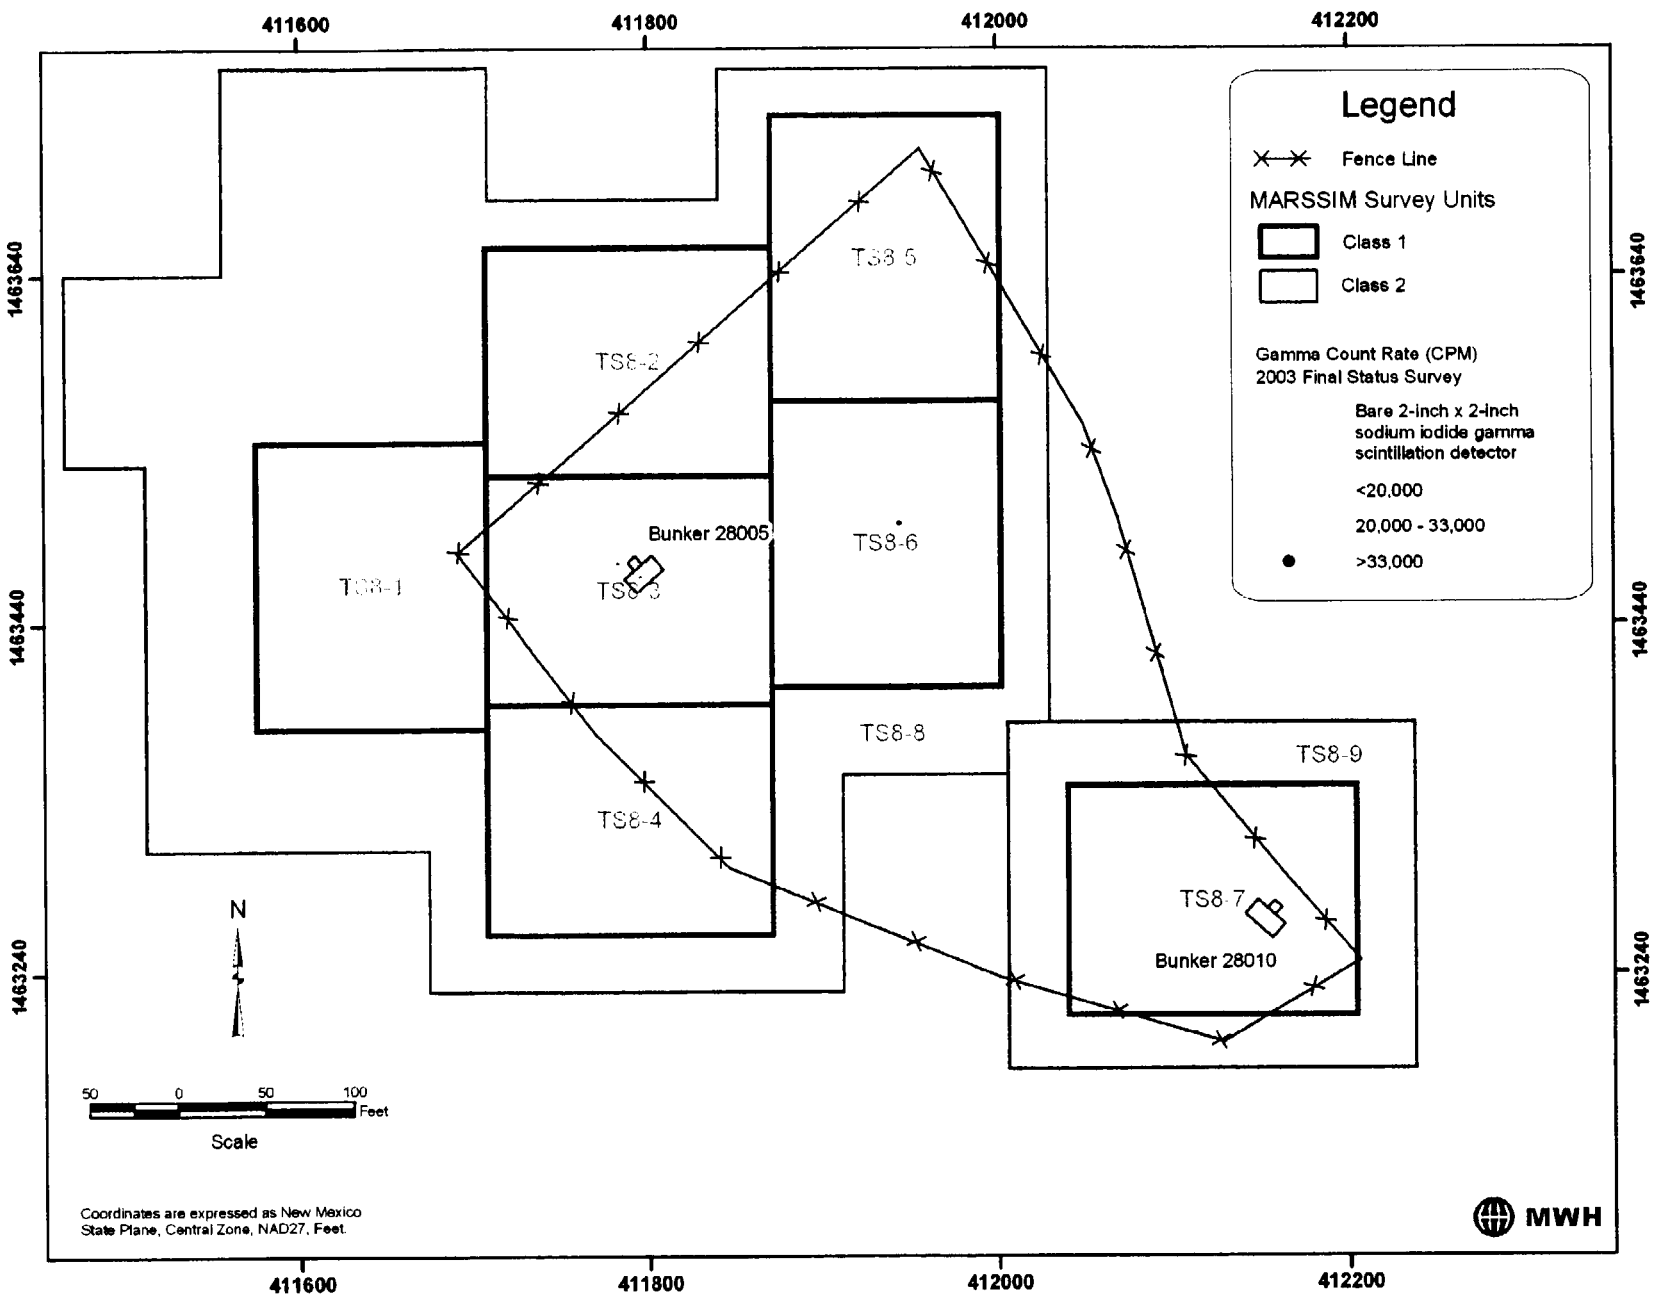 411600
411800
412000
412200
Legend
Fence Line
MARSSIM Survey Units
Class 1
Class 2
Gamma Count Rate (CPM)
2003 Final Status Survey
Bare 2-inch x 2-inch
sodium iodide gamma
scintillation detector
<20,000
20,000 - 33,000
>33,000
1463640
1463640
TS8-5
TS8-2
Bunker 28005
TS8-6
TS8-1
TS8-3
1463440
1463440
TS8-8
TS8-9
TS8-4
TS8-7
Bunker 28010
N
1463240
1463240
50 0 50 100
Feet
Scale
Coordinates are expressed as New Mexico
State Plane, Central Zone, NAD27, Feet.
MWH
411600
411800
412000
412200